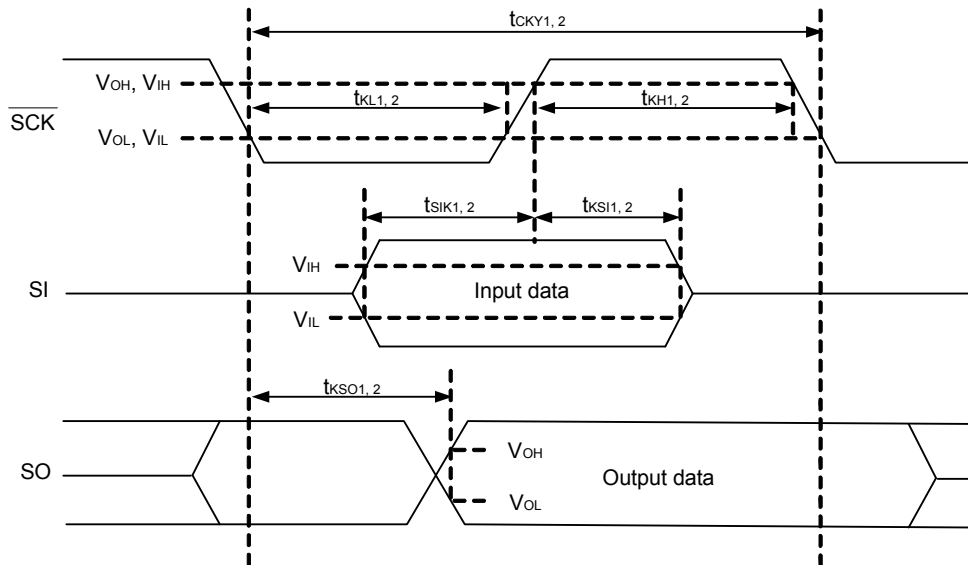 tCKY1, 2
VOH, VIH
tKL1, 2
tKH1, 2
SCK
VOL, VIL
tSIK1, 2
tKSI1, 2
VIH
SI
Input data
VIL
tKSO1, 2
VOH
SO
Output data
VOL